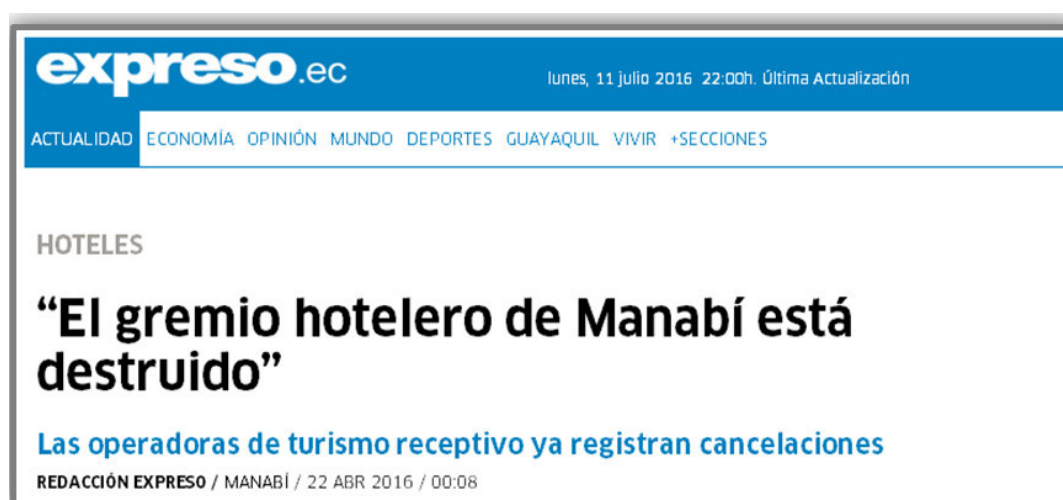 expreso.ec
lunes, 11 julio 2016 22:00h. Última Actualización
ACTUALIDAD ECONOMÍA OPINIÓN MUNDO DEPORTES GUAYAQUIL VIVIR +SECCIONES
HOTELES
“El gremio hotelero de Manabí está
destruido”
Las operadoras de turismo receptivo ya registran cancelaciones
REDACCIÓN EXPRESO / MANABÍ / 22 ABR 2016 / 00:08